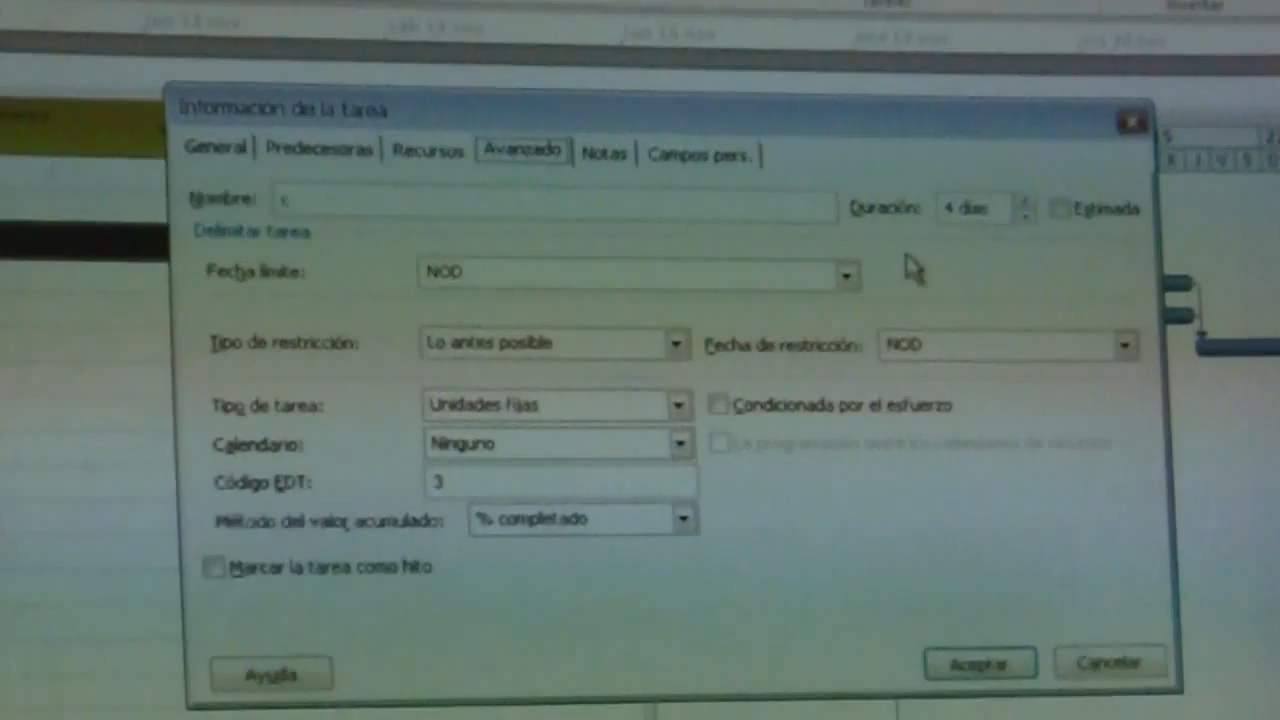 Información de la tarea
General Predecesoras Recursos Avanzado Notas Campos pers.
Nombre: c Duración: 4 días Estimada
Delimitar tarea
Fecha límite: NOD
Tipo de restricción: Lo antes posible Fecha de restricción: NOD
Tipo de tarea: Unidades fijas Condicionada por el esfuerzo
Calendario: Ninguno La programación
Código EDT: 3
Método del valor acumulado: % completado
Marcar la tarea como hito
Ayuda Aceptar Cancelar